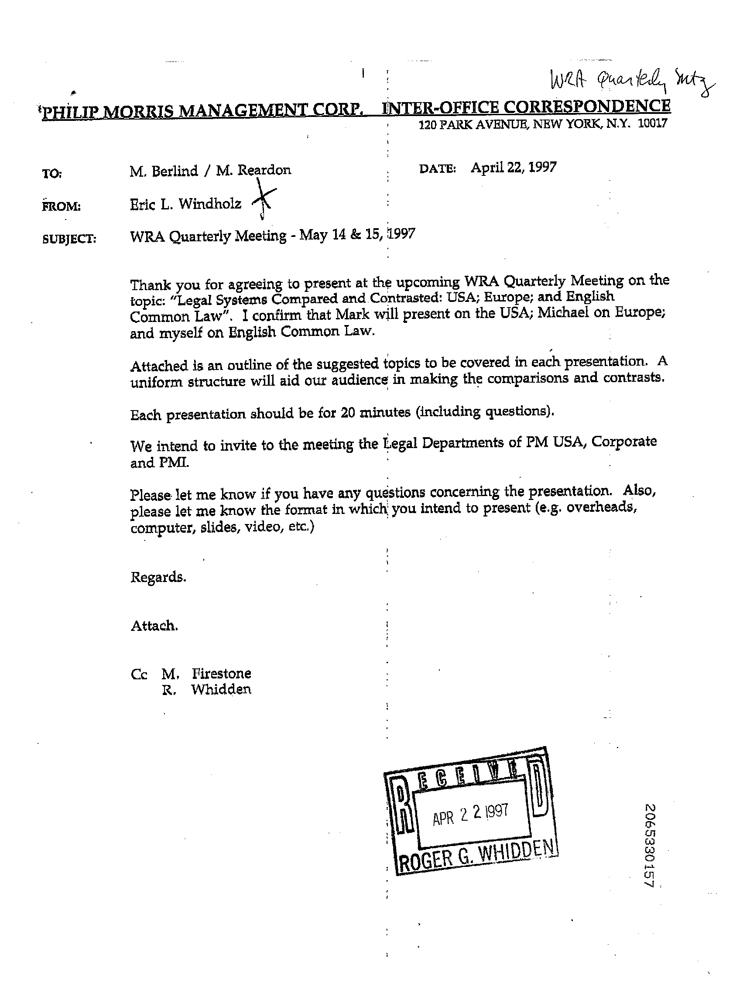 WRA Quarterly Mtg
PHILIP MORRIS MANAGEMENT CORP. INTER-OFFICE CORRESPONDENCE
120 PARK AVENUE, NEW YORK, N.Y. 10017
TO: M. Berlind / M. Reardon DATE: April 22, 1997
FROM: Eric L. Windholz
SUBJECT: WRA Quarterly Meeting - May 14 & 15, 1997
Thank you for agreeing to present at the upcoming WRA Quarterly Meeting on the
topic: "Legal Systems Compared and Contrasted: USA; Europe; and English
Common Law". I confirm that Mark will present on the USA; Michael on Europe;
and myself on English Common Law.
Attached is an outline of the suggested topics to be covered in each presentation. A
uniform structure will aid our audience in making the comparisons and contrasts.
Each presentation should be for 20 minutes (including questions).
We intend to invite to the meeting the Legal Departments of PM USA, Corporate
and PMI.
Please let me know if you have any questions concerning the presentation. Also,
please let me know the format in which you intend to present (e.g. overheads,
computer, slides, video, etc.)
Regards.
Attach.
Cc M. Firestone
R. Whidden
RECEIVED
APR 22 1997
ROGER G. WHIDDEN
2065330157